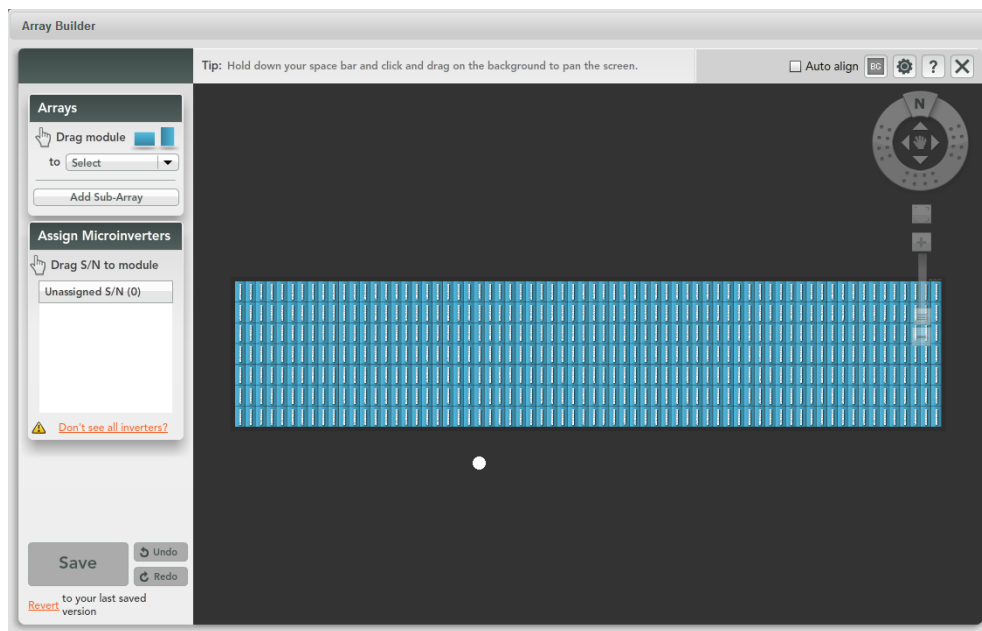 Array Builder
Tip: Hold down your space bar and click and drag on the background to pan the screen.
Auto align BG ? X
Arrays
Drag module
to Select
Add Sub-Array
Assign Microinverters
Drag S/N to module
Unassigned S/N (0)
Don't see all inverters?
N
Save
Undo
Redo
Revert to your last saved
version